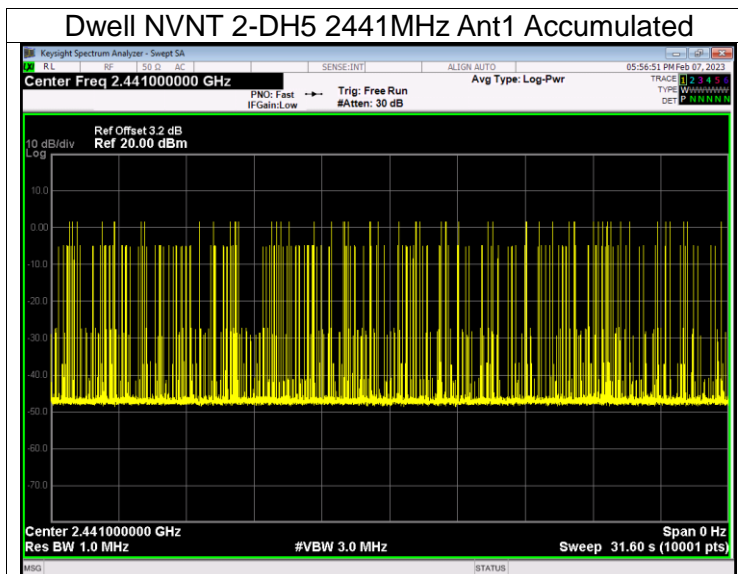 Dwell NVNT 2-DH5 2441MHz Ant1 Accumulated
Keysight Spectrum Analyzer - Swept SA
RL RF 50 Ω AC SENSE:INT ALIGN AUTO 05:56:51 PM Feb 07, 2023
Center Freq 2.441000000 GHz
Avg Type: Log-Pwr
TRACE 1 2 3 4 5 6
PNO: Fast Trig: Free Run
TYPE W
IFGain:Low #Atten: 30 dB
DET P N N N N N
Ref Offset 3.2 dB
10 dB/div Ref 20.00 dBm
Log
10.0
0.00
-10.0
-20.0
-30.0
-40.0
-50.0
-60.0
-70.0
Center 2.441000000 GHz Span 0 Hz
Res BW 1.0 MHz #VBW 3.0 MHz Sweep 31.60 s (10001 pts)
MSG STATUS